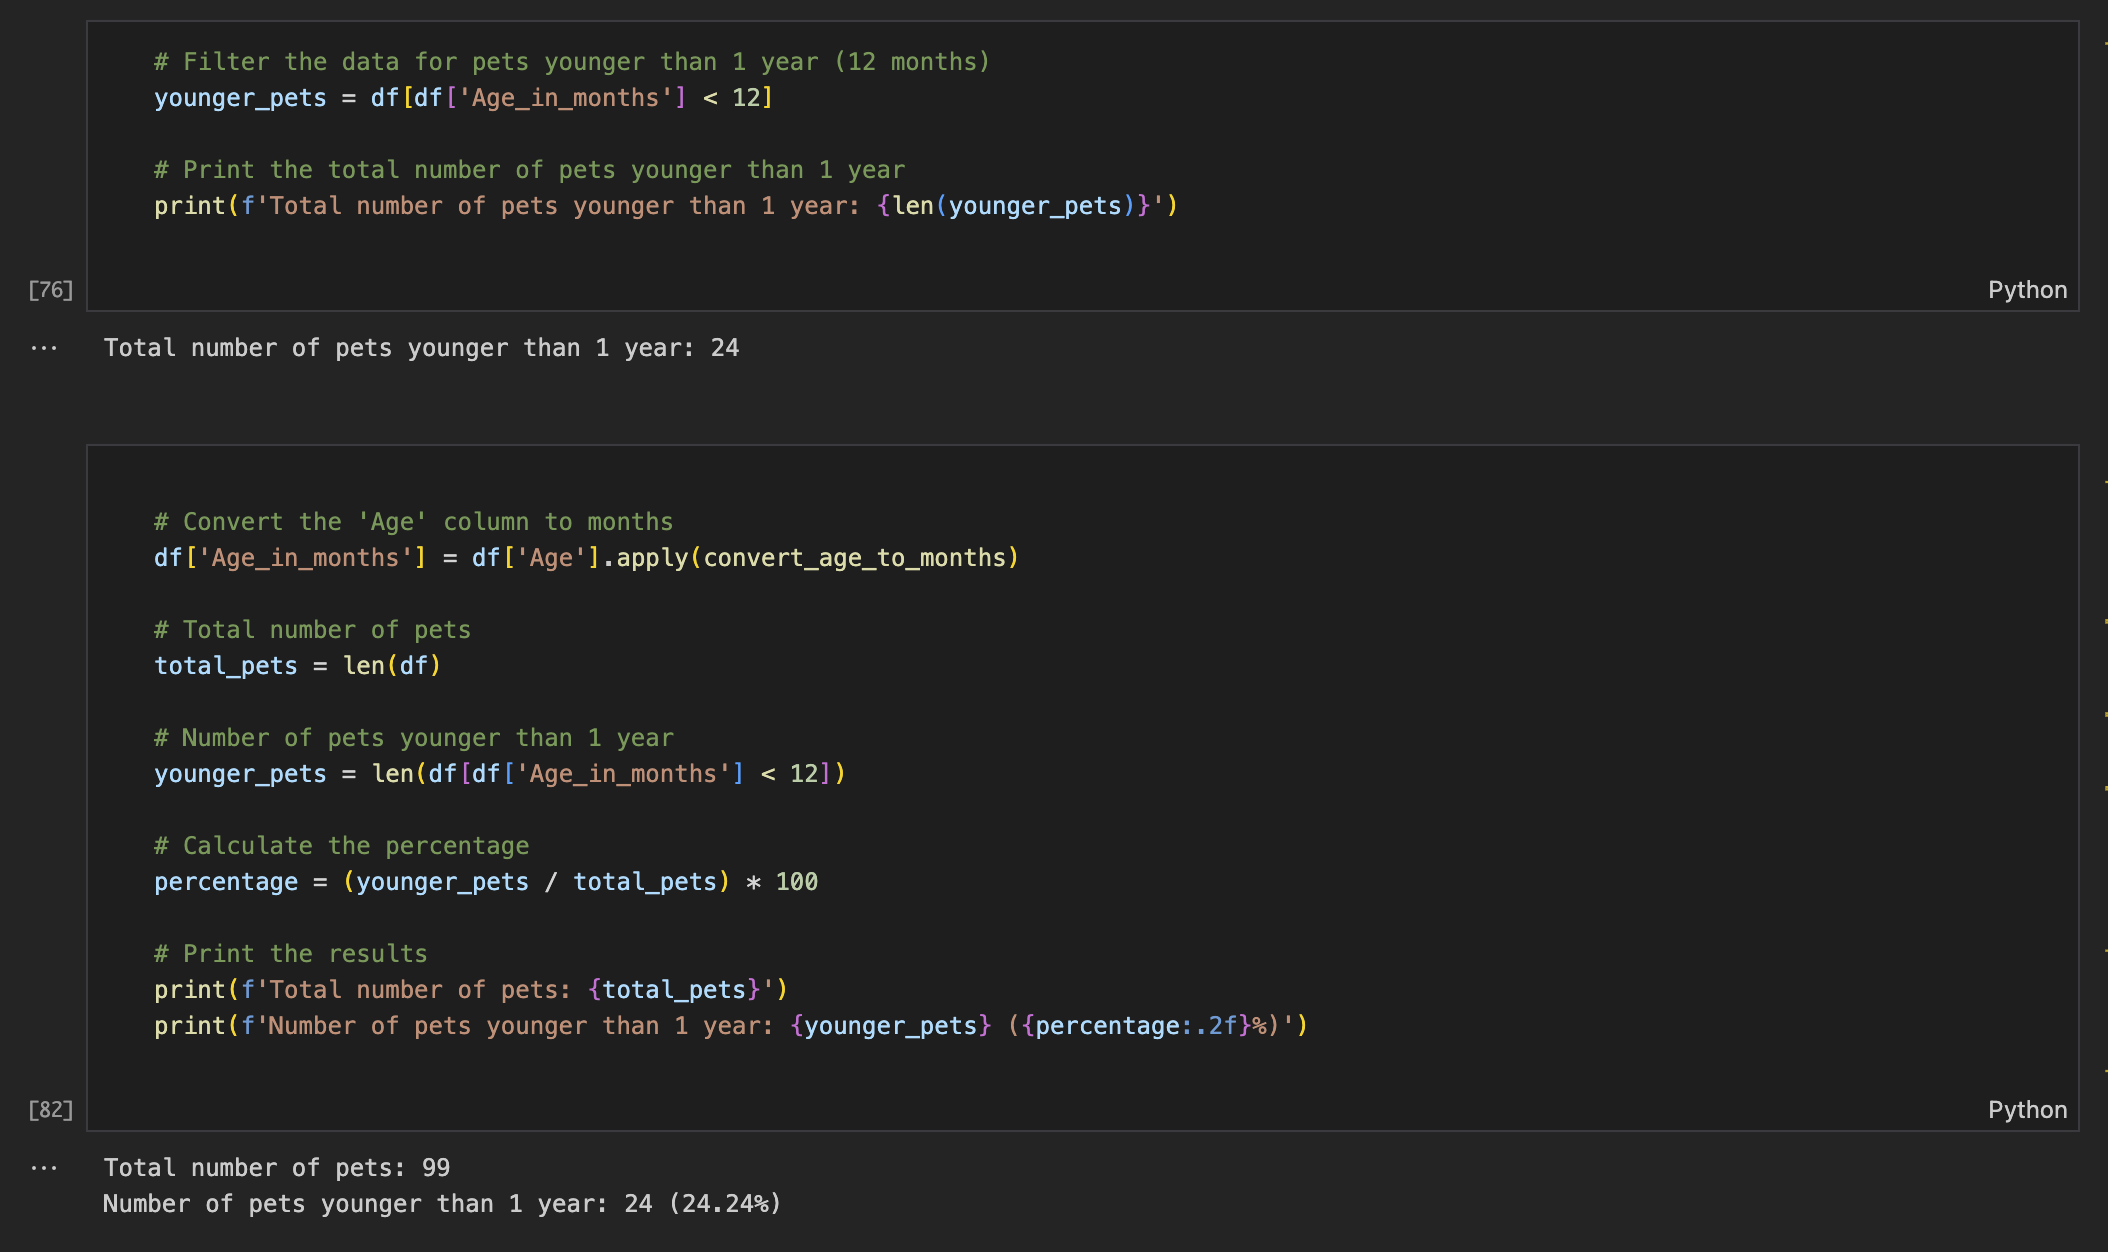 # Filter the data for pets younger than 1 year (12 months)
younger_pets = df[df['Age_in_months'] < 12]
# Print the total number of pets younger than 1 year
print(f'Total number of pets younger than 1 year: {len(younger_pets)}')
[76]
Python
··· Total number of pets younger than 1 year: 24
# Convert the 'Age' column to months
df['Age_in_months'] = df['Age'].apply(convert_age_to_months)
# Total number of pets
total_pets = len(df)
# Number of pets younger than 1 year
younger_pets = len(df[df['Age_in_months'] < 12])
# Calculate the percentage
percentage = (younger_pets / total_pets) * 100
# Print the results
print(f'Total number of pets: {total_pets}')
print(f'Number of pets younger than 1 year: {younger_pets} ({percentage:.2f}%)')
[82]
Python
··· Total number of pets: 99
Number of pets younger than 1 year: 24 (24.24%)